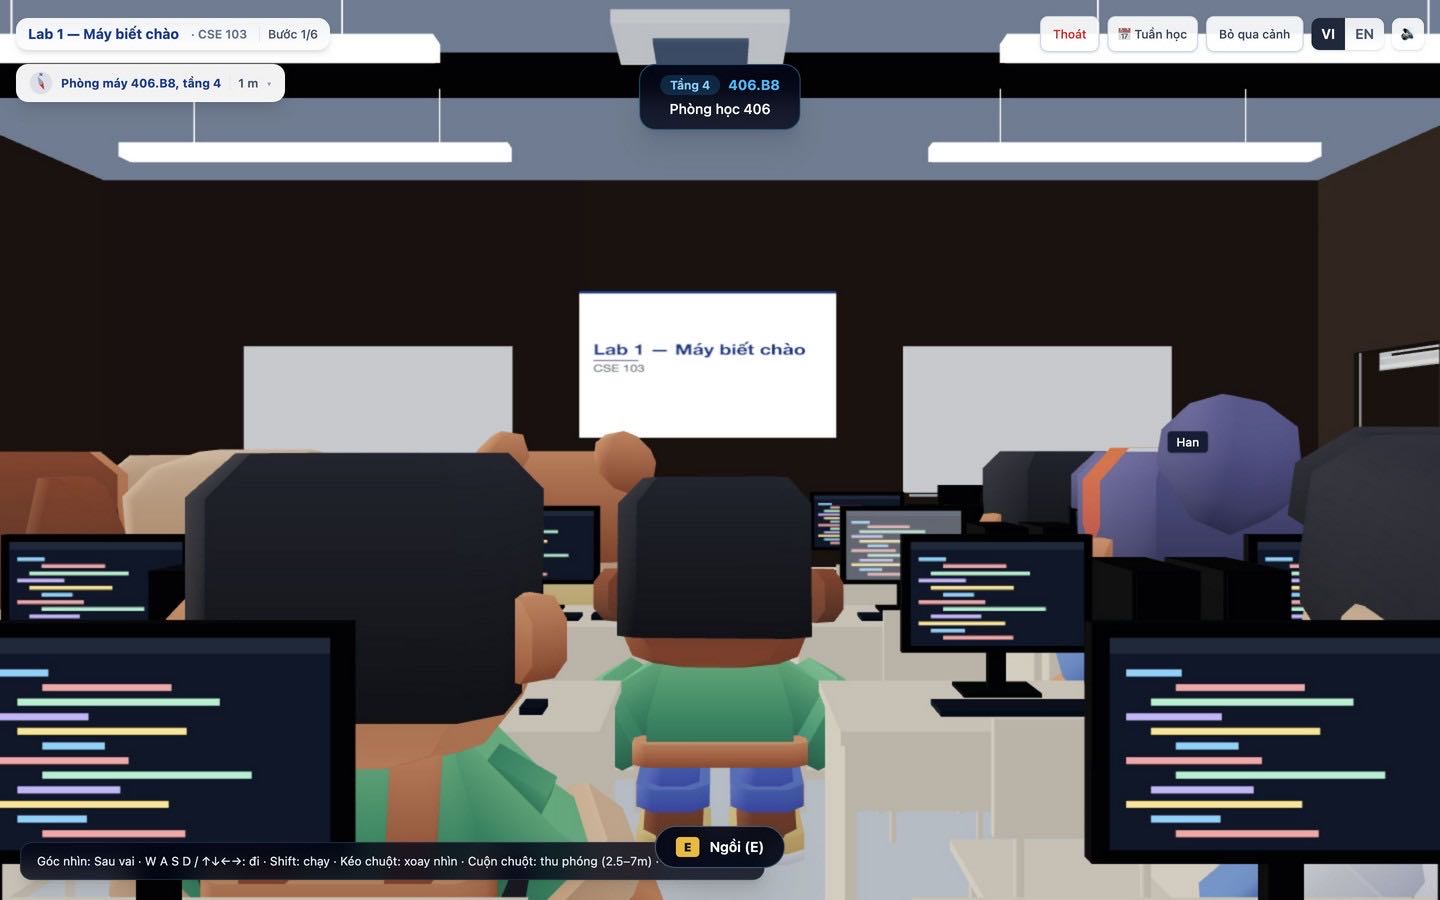 Lab 1 — Máy biết chào · CSE 103 Bước 1/6
Thoát
📅 Tuần học
Bỏ qua cảnh
VI EN
Phòng máy 406.B8, tầng 4 1 m
Tầng 4 406.B8
Phòng học 406
Lab 1 — Máy biết chào
CSE 103
Han
Góc nhìn: Sau vai · W A S D / ↑↓←→: đi · Shift: chạy · Kéo chuột: xoay nhìn · Cuộn chuột: thu phóng (2.5–7m) ·
E Ngồi (E)